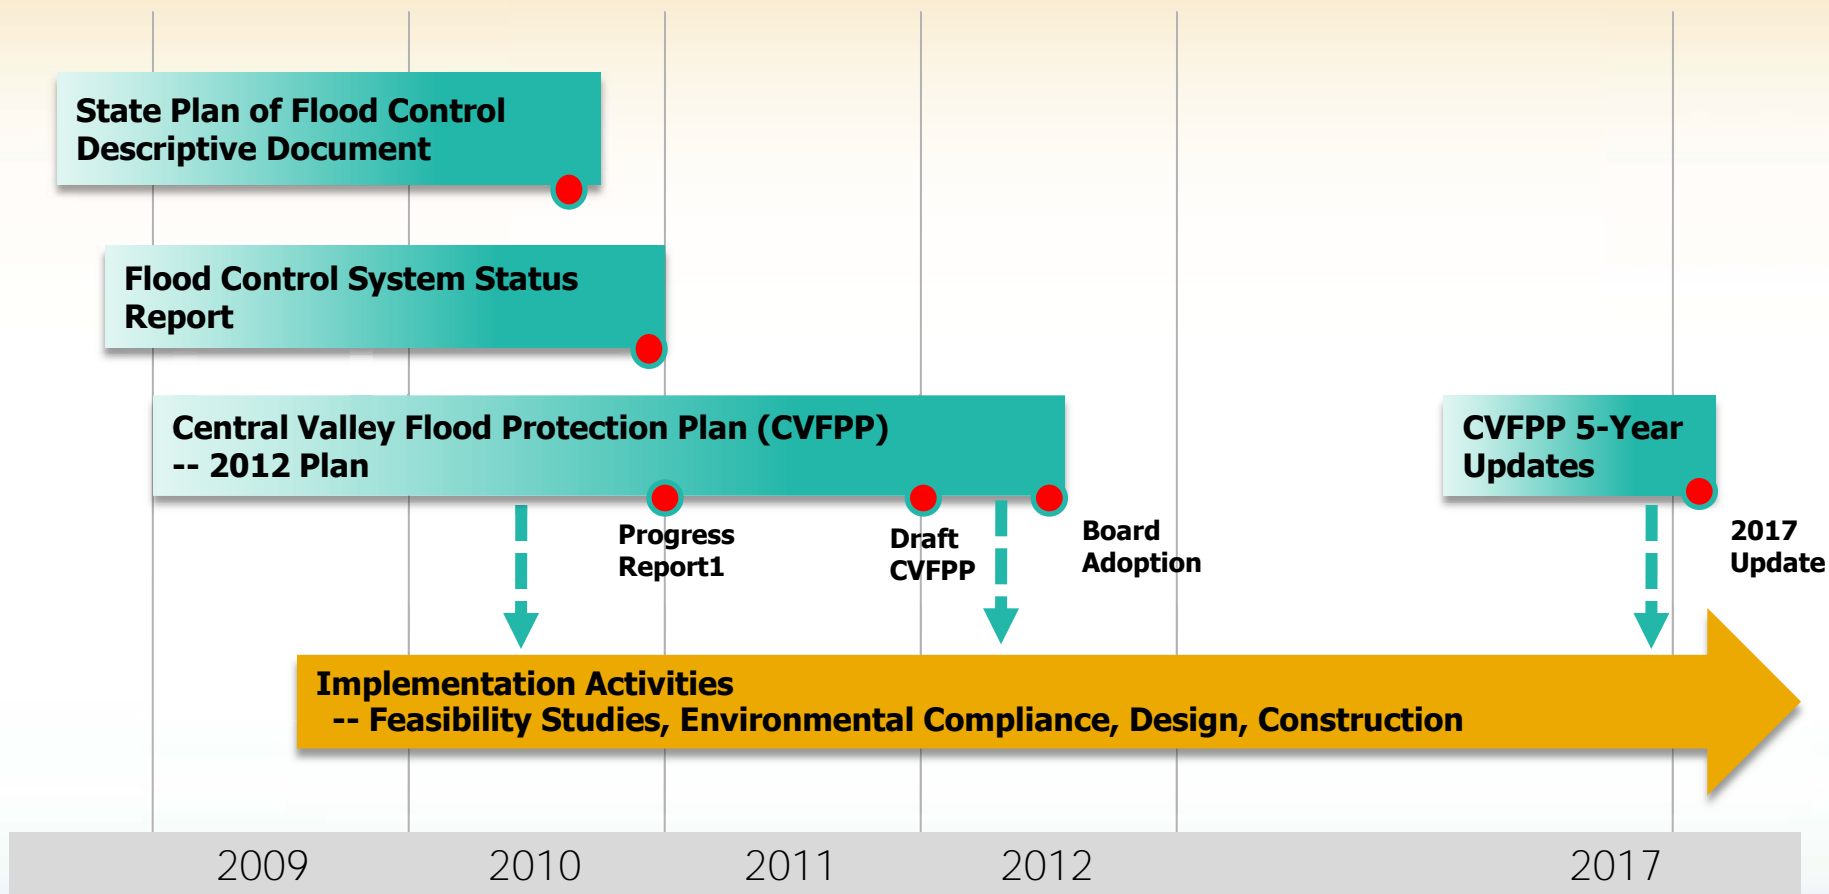 State Plan of Flood Control
Descriptive Document
Flood Control System Status
Report
Central Valley Flood Protection Plan (CVFPP)
-- 2012 Plan
CVFPP 5-Year
Updates
Progress
Report1
Draft
CVFPP
Board
Adoption
2017
Update
Implementation Activities
-- Feasibility Studies, Environmental Compliance, Design, Construction
2009
2010
2011
2012
2017